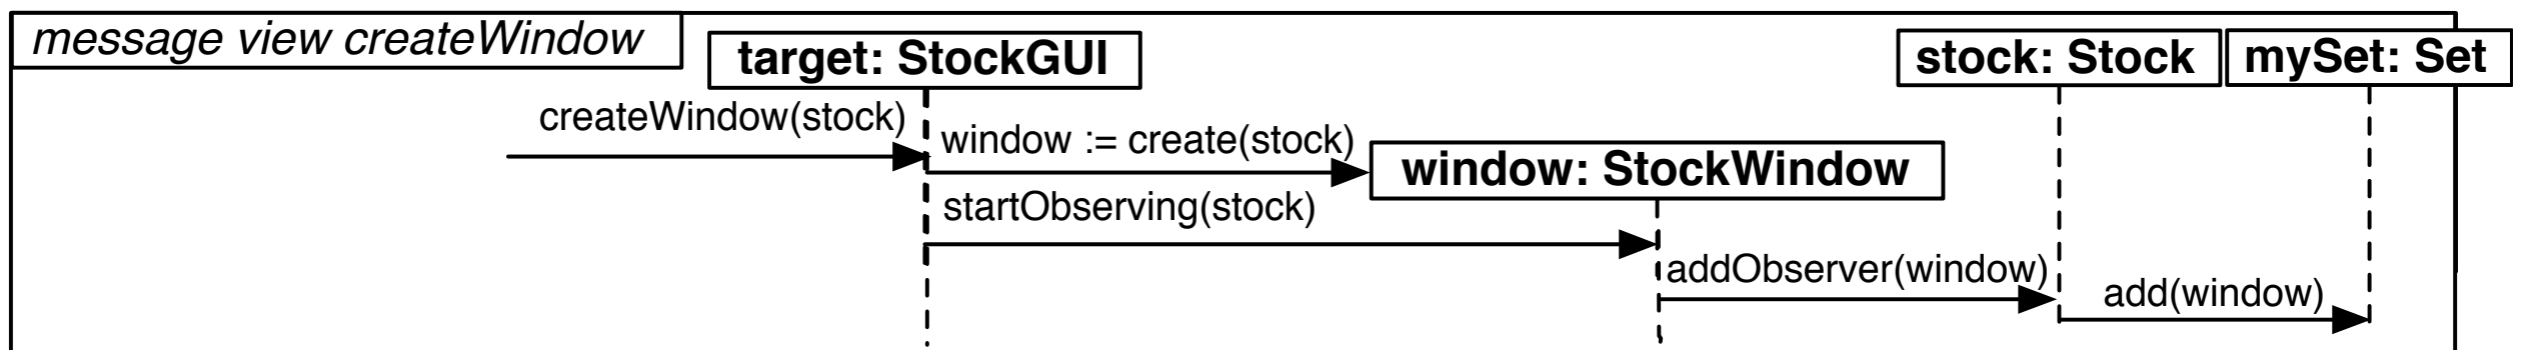 message view createWindow
target: StockGUI
stock: Stock
mySet: Set
createWindow(stock)
window := create(stock)
window: StockWindow
startObserving(stock)
addObserver(window)
add(window)